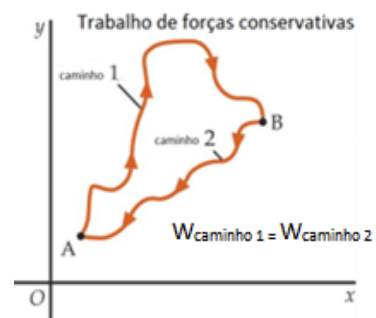 y
Trabalho de forças conservativas
caminho 1
B
caminho 2
Wcaminho 1 = Wcaminho 2
A
O
x